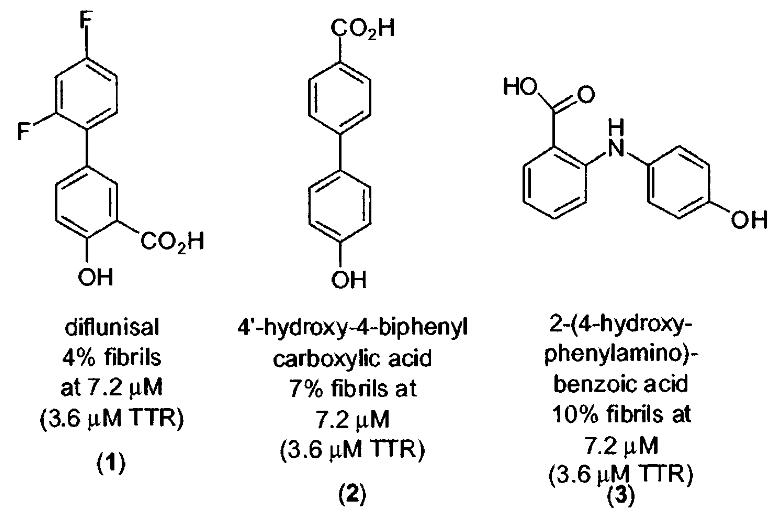 F
F
CO₂H
OH
diflunisal
4% fibrils
at 7.2 μM
(3.6 μM TTR)
(1)
CO₂H
OH
4'-hydroxy-4-biphenyl
carboxylic acid
7% fibrils at
7.2 μM
(3.6 μM TTR)
(2)
HO
O
H
N
OH
2-(4-hydroxy-
phenylamino)-
benzoic acid
10% fibrils at
7.2 μM
(3.6 μM TTR)
(3)